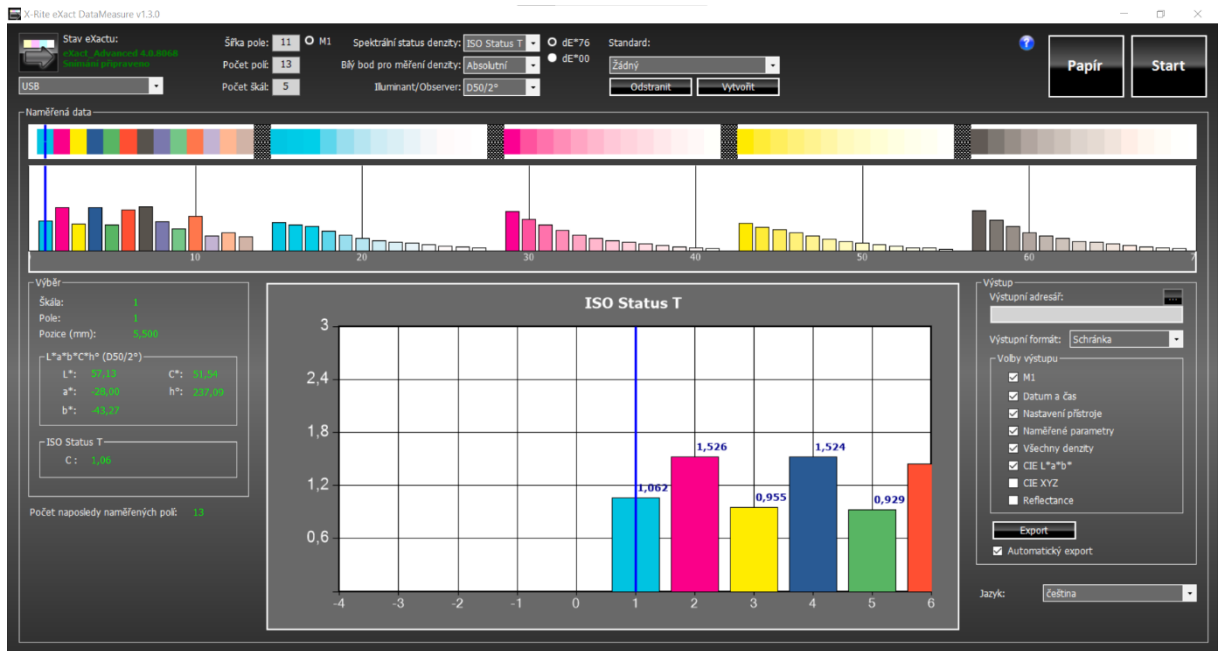 X-Rite eXact DataMeasure v1.3.0
Stav eXactu:
eXact_Advanced 4.0.8068
Snímání připraveno
USB
Šířka pole: 11 M1
Počet polí: 13
Počet škál: 5
Spektrální status denzity: ISO Status T
Bílý bod pro měření denzity: Absolutní
Illuminant/Observer: D50/2°
dE*76
dE*00
Standard:
Žádný
Odstranit Vytvořit
?
Papír
Start
Naměřená data
10 20 30 40 50 60 7
Výběr
Škála: 1
Pole: 1
Pozice (mm): 5,500
L*a*b*C*h° (D50/2°)
L*: 57,13 C*: 51,54
a*: -28,00 h°: 237,09
b*: -43,27
ISO Status T
C: 1,06
Počet naposledy naměřených polí: 13
ISO Status T
3
2,4
1,8
1,2
0,6
1,062
1,526
0,955
1,524
0,929
-4 -3 -2 -1 0 1 2 3 4 5 6
Výstup
Výstupní adresář:
...
Výstupní formát: Schránka
Volby výstupu
M1
Datum a čas
Nastavení přístroje
Naměřené parametry
Všechny denzity
CIE L*a*b*
CIE XYZ
Reflectance
Export
Automatický export
Jazyk: čeština